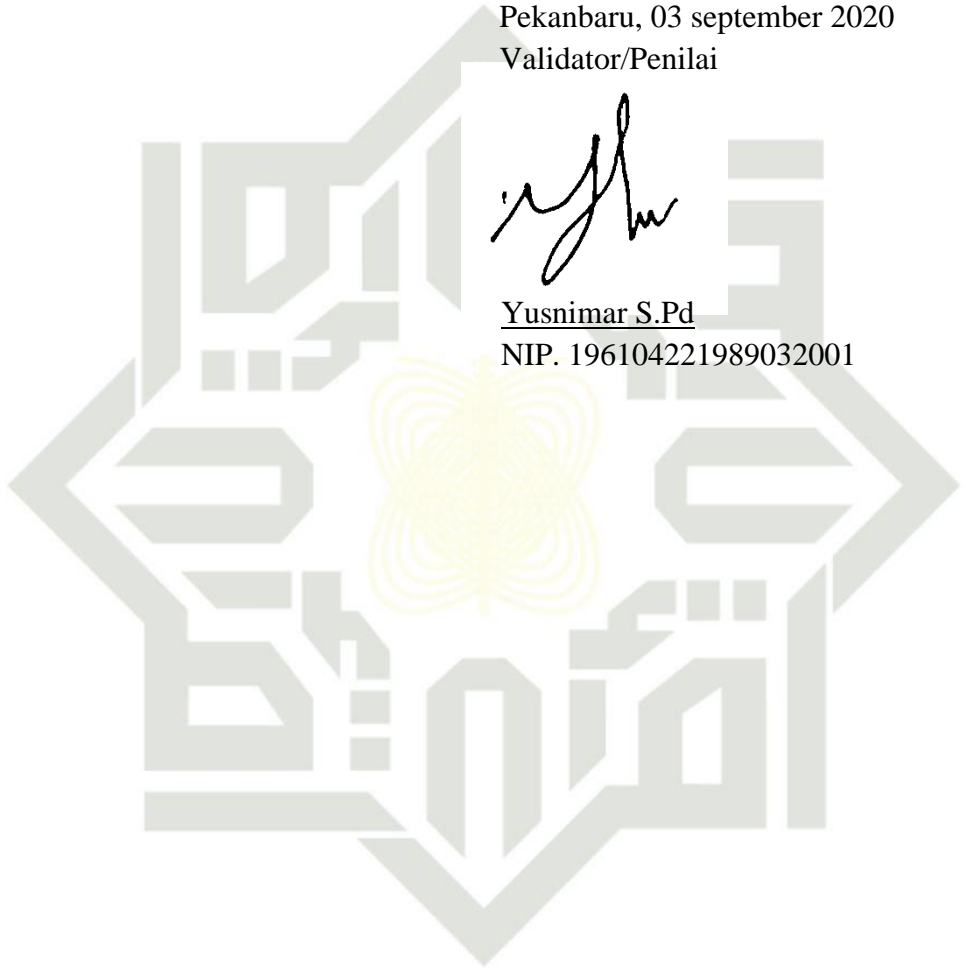 Pekanbaru, 03 september 2020
Validator/Penilai
Yusnimar S.Pd
NIP. 196104221989032001